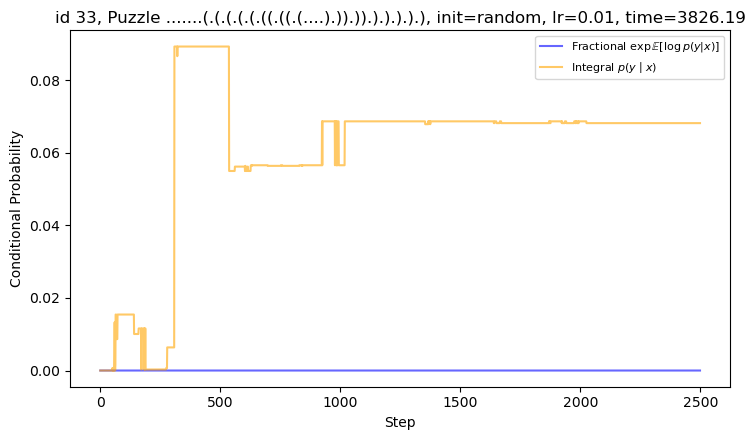 id 33, Puzzle .......(.(.(.(.(.((.((.(....).)).)).).).).).), init=random, lr=0.01, time=3826.19
Fractional exp𝔼[log p(y|x)]
Integral p(y | x)
Conditional Probability
0.08
0.06
0.04
0.02
0.00
0
500
1000
1500
2000
2500
Step